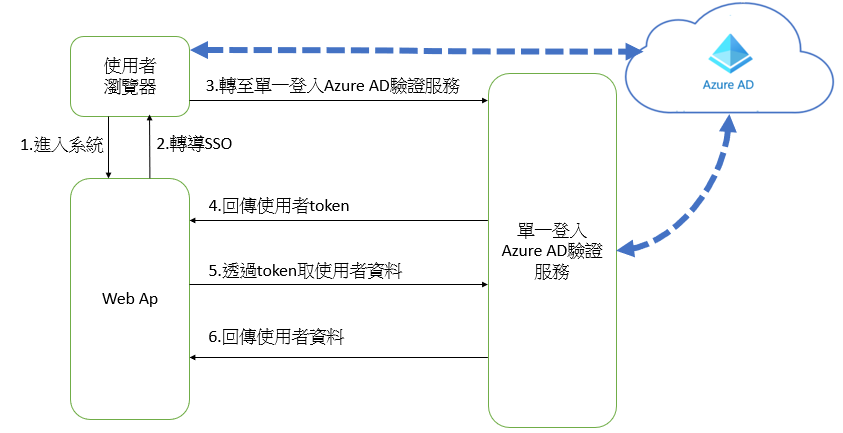 使用者
瀏覽器
Azure AD
3.轉至單一登入Azure AD驗證服務
1.進入系統
2.轉導SSO
4.回傳使用者token
單一登入
Azure AD驗證
服務
5.透過token取使用者資料
Web Ap
6.回傳使用者資料